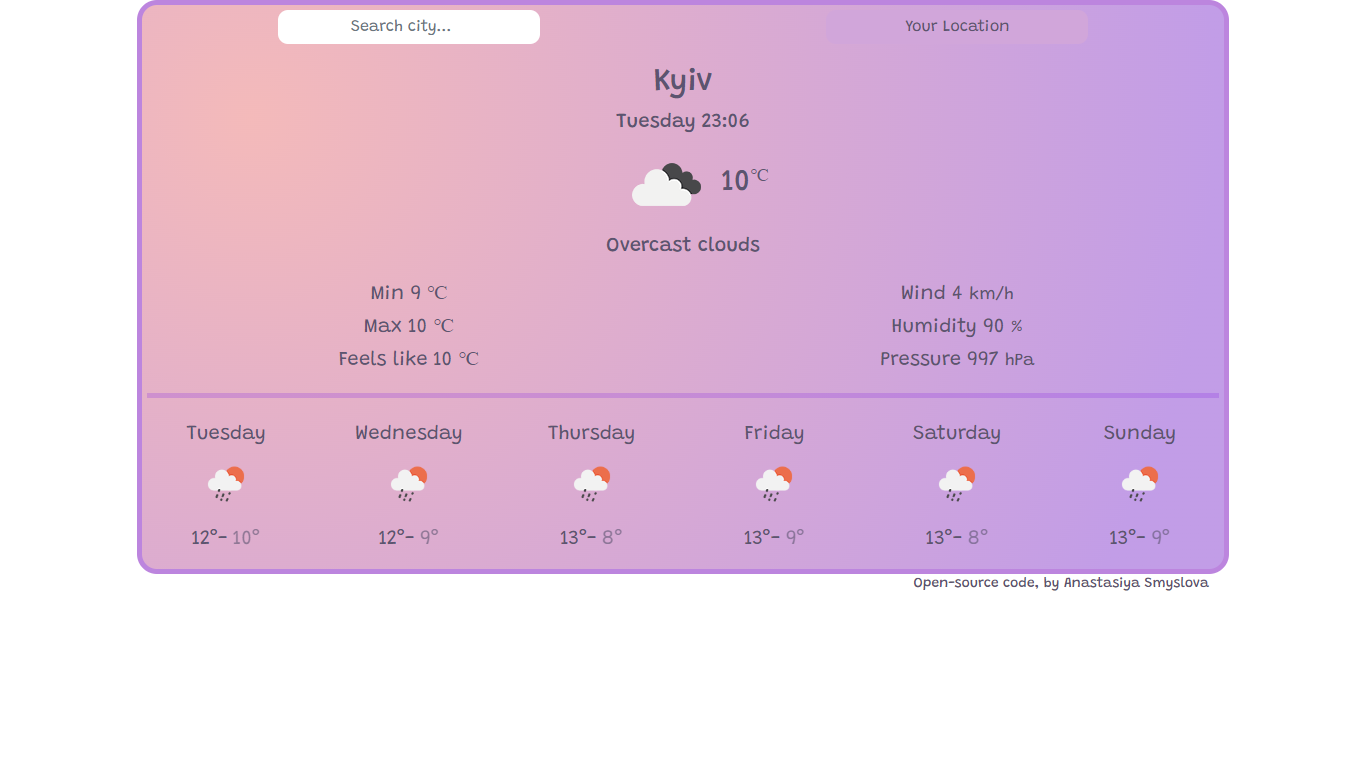 Search city...
Your Location
Kyiv
Tuesday 23:06
10°C
Overcast clouds
Min 9 °C
Max 10 °C
Feels like 10 °C
Wind 4 km/h
Humidity 90 %
Pressure 997 hPa
Tuesday Wednesday Thursday Friday Saturday Sunday
12°- 10° 12°- 9° 13°- 8° 13°- 9° 13°- 8° 13°- 9°
Open-source code, by Anastasiya Smyslova